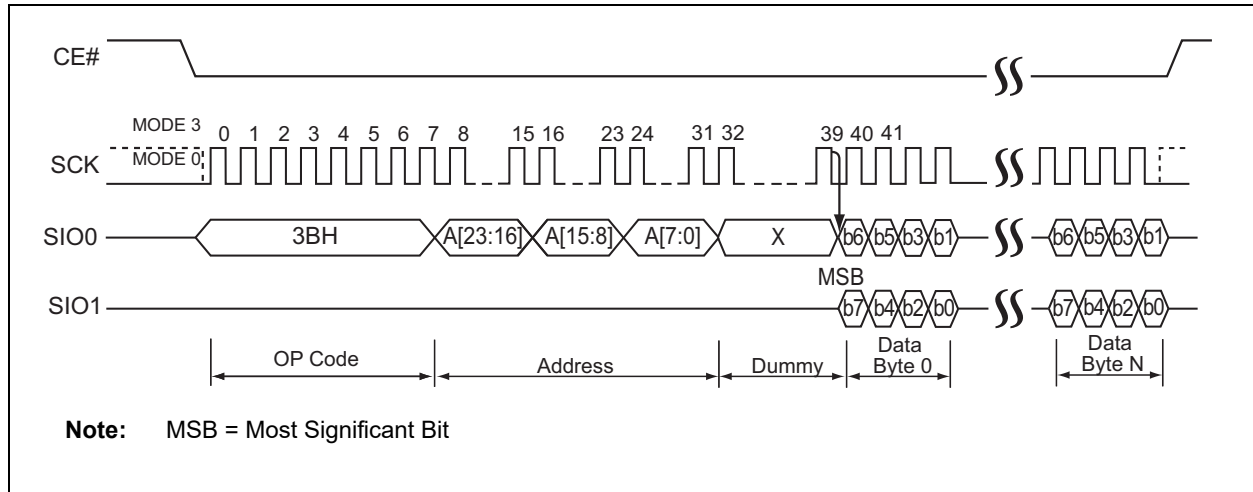 CE#
MODE 3
0 1 2 3 4 5 6 7 8 15 16 23 24 31 32 39 40 41
SCK
MODE 0
SIO0 3BH A[23:16] A[15:8] A[7:0] X b6 b5 b3 b1 b6 b5 b3 b1
MSB
SIO1 b7 b4 b2 b0 b7 b4 b2 b0
OP Code Address Dummy Data Byte 0 Data Byte N
Note: MSB = Most Significant Bit